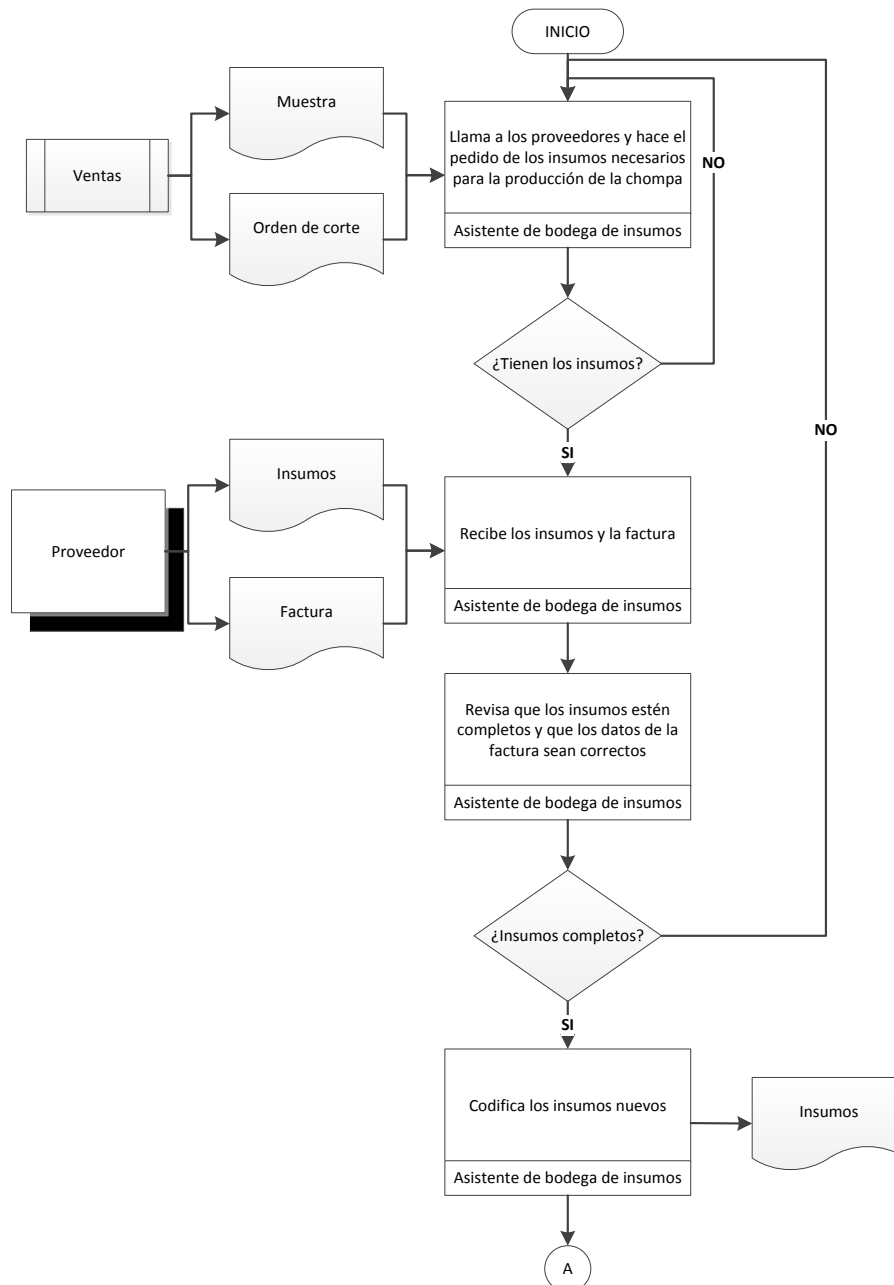 INICIO
Muestra
Ventas
Orden de corte
Llama a los proveedores y hace el
pedido de los insumos necesarios
para la producción de la chompa
Asistente de bodega de insumos
NO
¿Tienen los insumos?
SI
NO
Insumos
Proveedor
Factura
Recibe los insumos y la factura
Asistente de bodega de insumos
Revisa que los insumos estén
completos y que los datos de la
factura sean correctos
Asistente de bodega de insumos
¿Insumos completos?
SI
Codifica los insumos nuevos
Asistente de bodega de insumos
Insumos
A